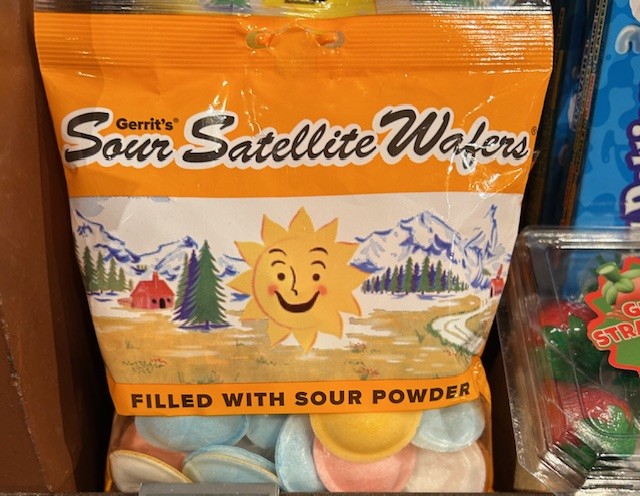 Gerrit's®
Sour Satellite Wafers®
FILLED WITH SOUR POWDER